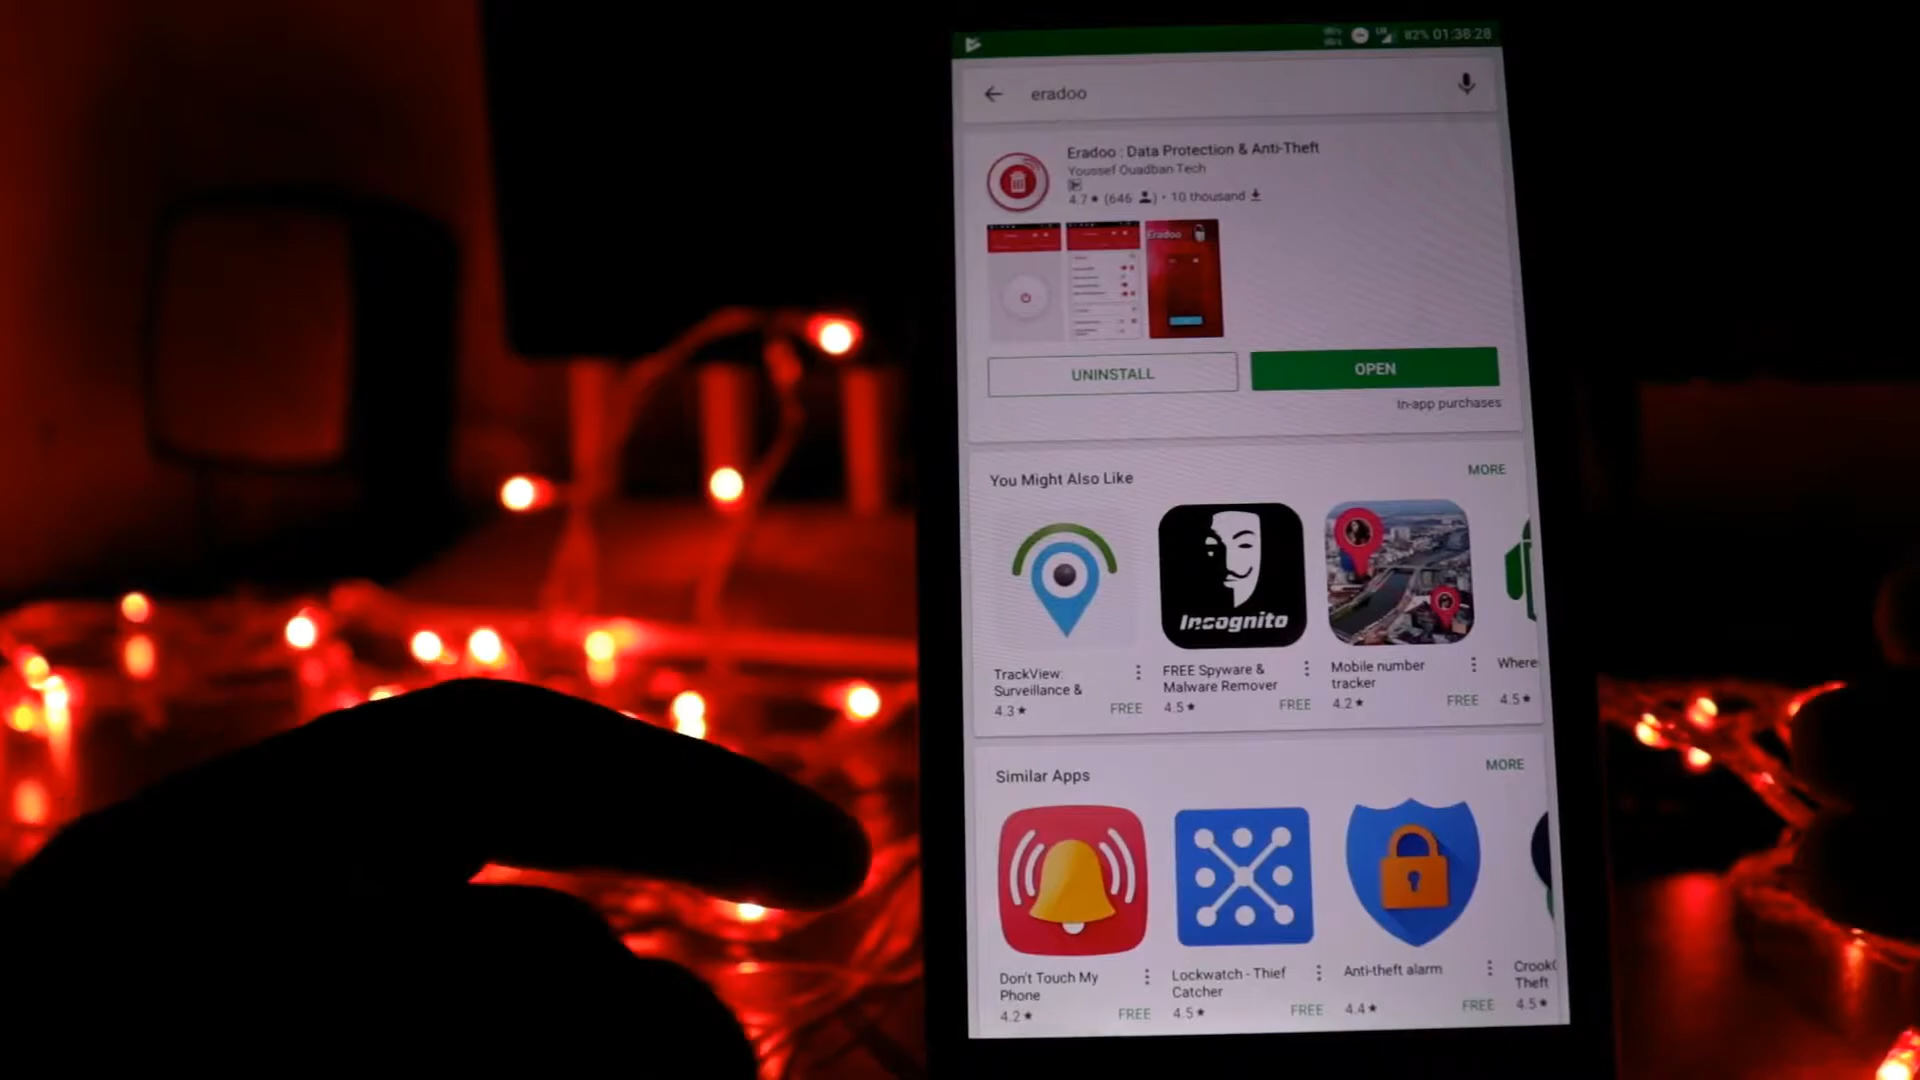 82% 01:36:28
eradoo
Eradoo : Data Protection & Anti-Theft
Youssef Ouadban Tech
4.7★ (646 ) • 10 thousand
Eradoo
UNINSTALL
OPEN
In-app purchases
You Might Also Like
MORE
Incognito
TrackView:
Surveillance &
4.3★ FREE
FREE Spyware &
Malware Remover
4.5★ FREE
Mobile number
tracker
4.2★ FREE
Where
4.5★
Similar Apps
MORE
Don't Touch My
Phone
4.2★ FREE
Lockwatch - Thief
Catcher
4.5★ FREE
Anti-theft alarm
4.4★ FREE
Crook
Theft
4.5★